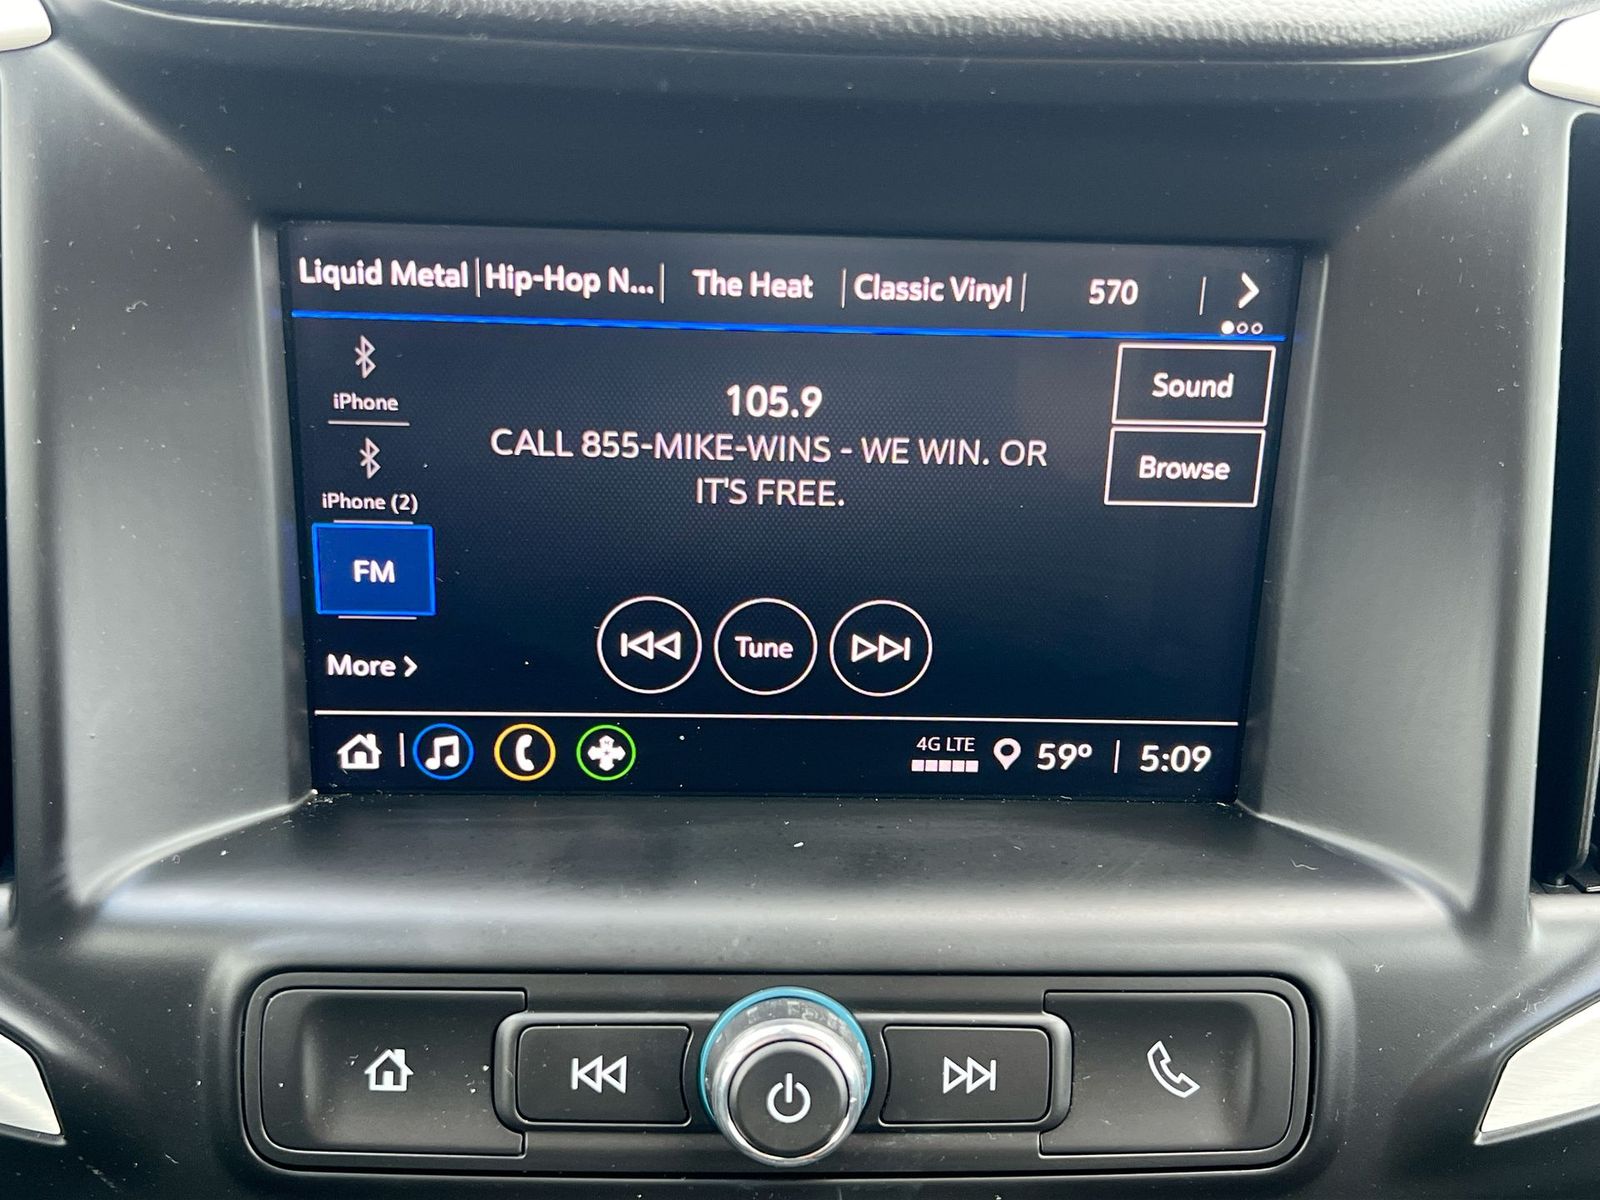 Liquid Metal
Hip-Hop N...
The Heat
Classic Vinyl
570
iPhone
iPhone (2)
FM
More
105.9
CALL 855-MIKE-WINS - WE WIN. OR
IT'S FREE.
Sound
Browse
Tune
4G LTE
59°
5:09